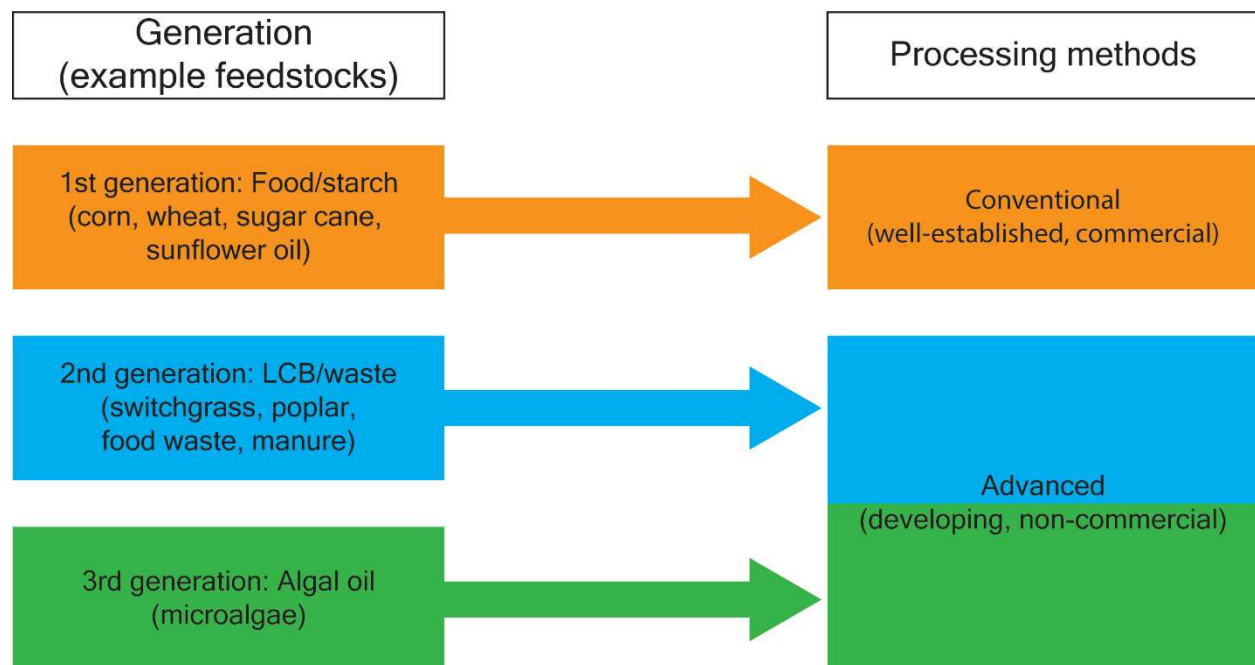 Generation
(example feedstocks)
Processing methods
1st generation: Food/starch
(corn, wheat, sugar cane,
sunflower oil)
Conventional
(well-established, commercial)
2nd generation: LCB/waste
(switchgrass, poplar,
food waste, manure)
Advanced
(developing, non-commercial)
3rd generation: Algal oil
(microalgae)